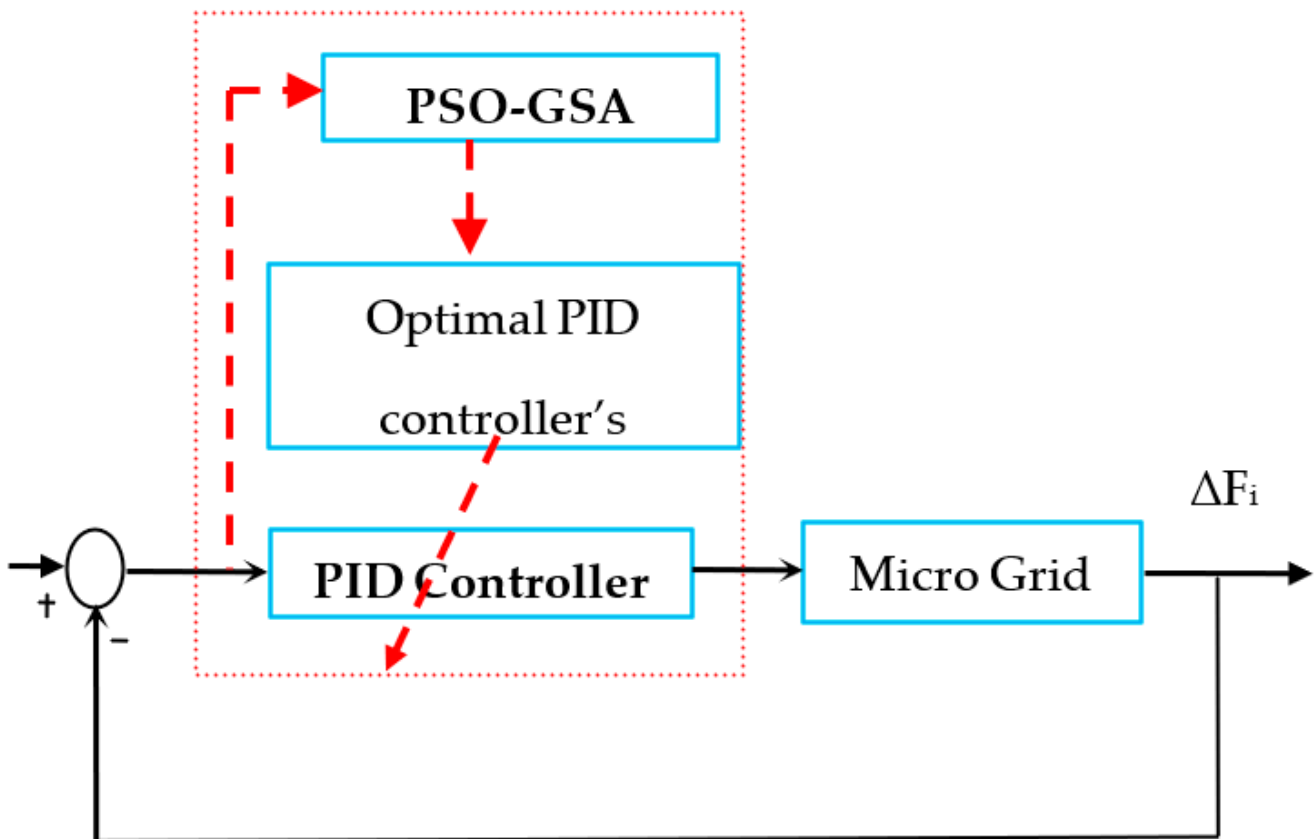 PSO-GSA
Optimal PID
controller’s
ΔFᵢ
PID Controller
Micro Grid
+
−